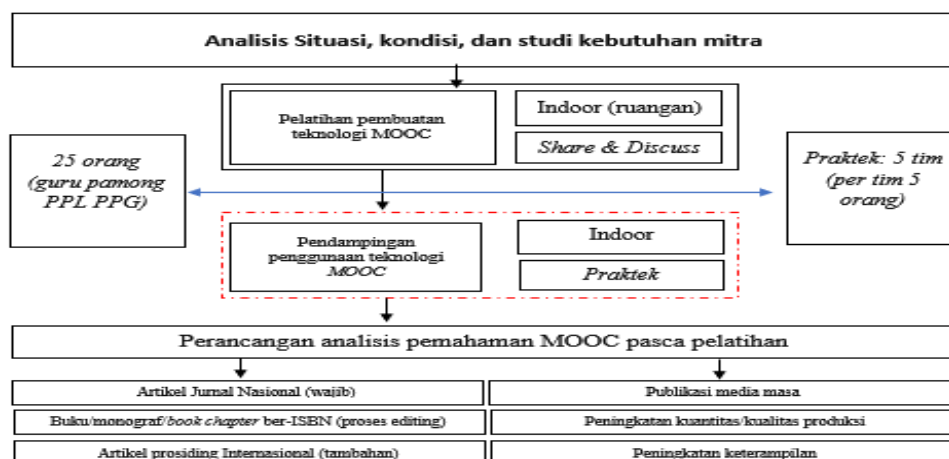 Analisis Situasi, kondisi, dan studi kebutuhan mitra
Pelatihan pembuatan
teknologi MOOC
Indoor (ruangan)
Share & Discuss
25 orang
(guru pamong
PPL PPG)
Praktek: 5 tim
(per tim 5
orang)
Pendampingan
penggunaan teknologi
MOOC
Indoor
Praktek
Perancangan analisis pemahaman MOOC pasca pelatihan
Artikel Jurnal Nasional (wajib)
Publikasi media masa
Buku/monograf/book chapter ber-ISBN (proses editing)
Peningkatan kuantitas/kualitas produksi
Artikel prosiding Internasional (tambahan)
Peningkatan keterampilan